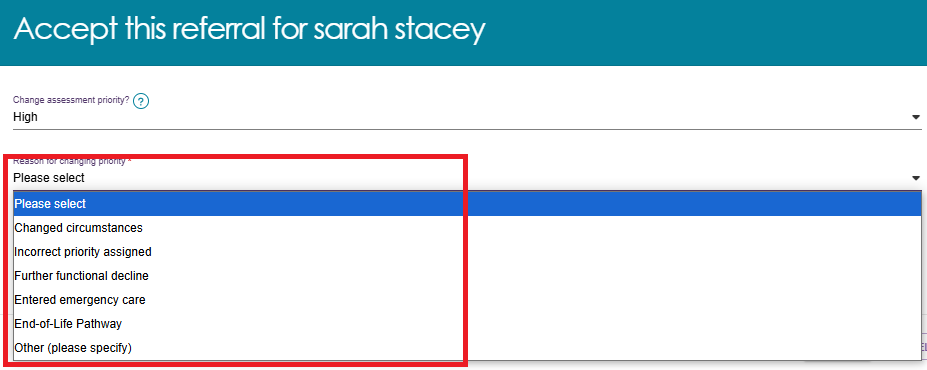 Accept this referral for sarah stacey
Change assessment priority? ?
High
Reason for changing priority *
Please select
Please select
Changed circumstances
Incorrect priority assigned
Further functional decline
Entered emergency care
End-of-Life Pathway
Other (please specify)